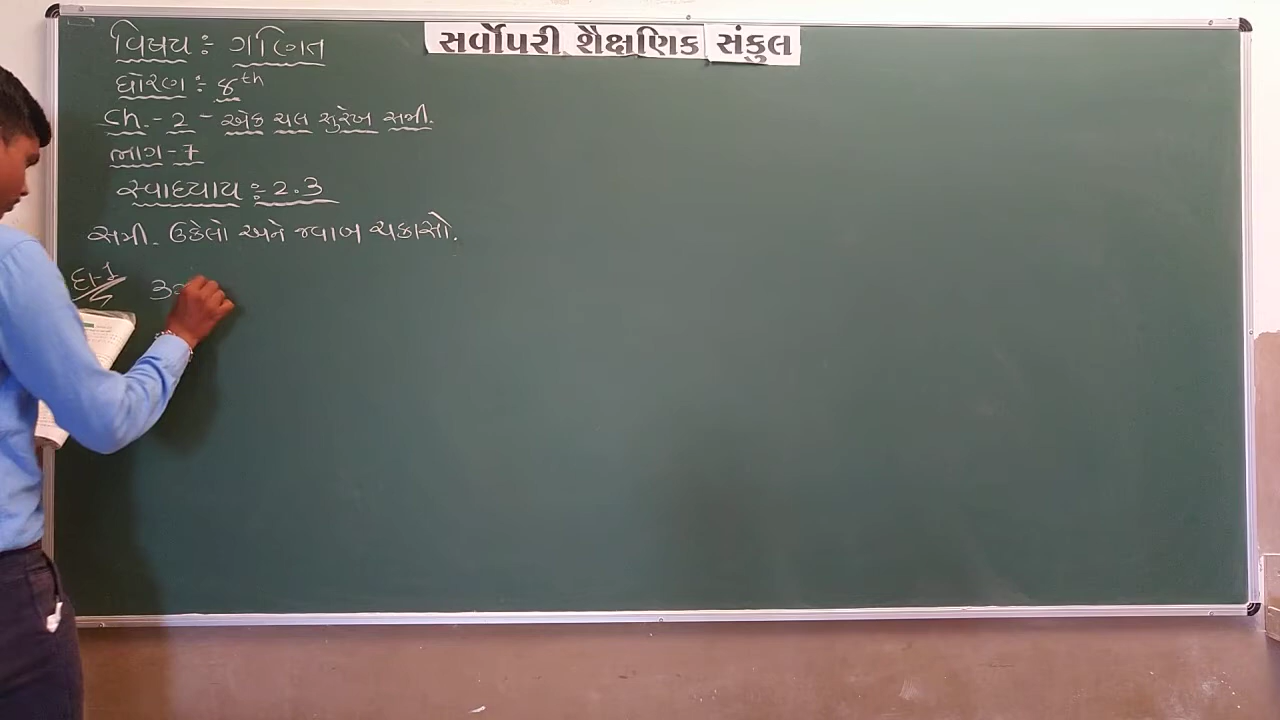 સર્વોપરી શૈક્ષણિક સંકુલ
વિષય : ગણિત
ધોરણ : 8th
Ch. - 2 - એક ચલ સુરેખ સમી.
ભાગ - 7
સ્વાધ્યાય : 2.3
સમી. ઉકેલો અને જવાબ ચકાસો.
દા-1 3x